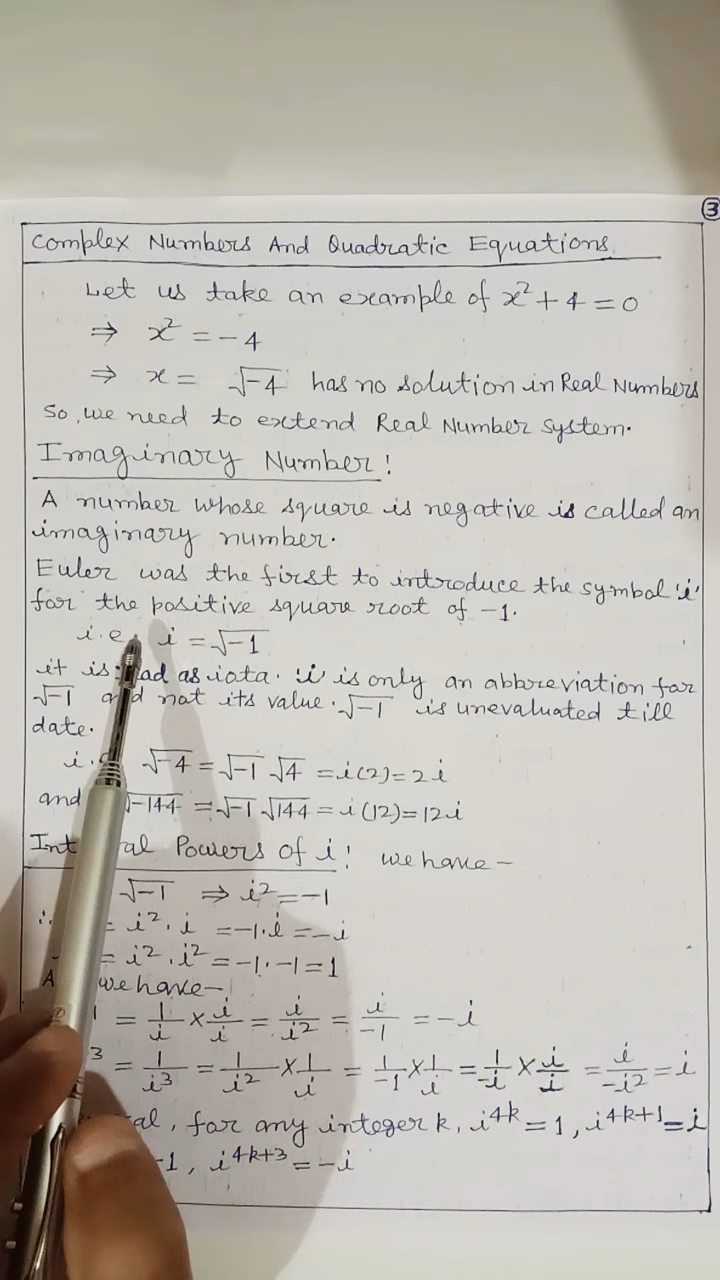 ③
Complex Numbers And Quadratic Equations
Let us take an example of x² + 4 = 0
⇒ x² = -4
⇒ x = √-4 has no solution in Real Numbers
So, we need to extend Real Number System.
Imaginary Number!
A number whose square is negative is called an
imaginary number.
Euler was the first to introduce the symbol 'i'
for the positive square root of -1.
i.e. i = √-1
it is ad as iota. 'i' is only an abbreviation for
√-1 and not its value. √-1 is unevaluated till
date.
i. √-4 = √-1 √4 = i(2) = 2i
and √-144 = √-1 √144 = i(12) = 12i
Int al Powers of i! we have -
√-1 ⇒ i² = -1
∴ = i² . i = -1 . i = -i
= i² . i² = -1 . -1 = 1
A we have -
1 = 1/i × i/i = i/i² = i/-1 = -i
3 = 1/i³ = 1/i² × 1/i = 1/-1 × 1/i = 1/-i × i/i = i/-i² = i
al, for any integer k, i⁴ᵏ = 1, i⁴ᵏ⁺¹ = i
-1, i⁴ᵏ⁺³ = -i